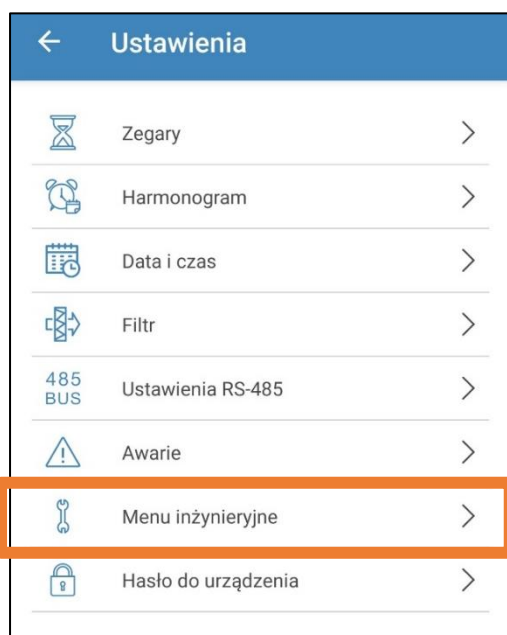 Ustawienia
Zegary
Harmonogram
Data i czas
Filtr
485
BUS
Ustawienia RS-485
Awarie
Menu inżynieryjne
Hasło do urządzenia